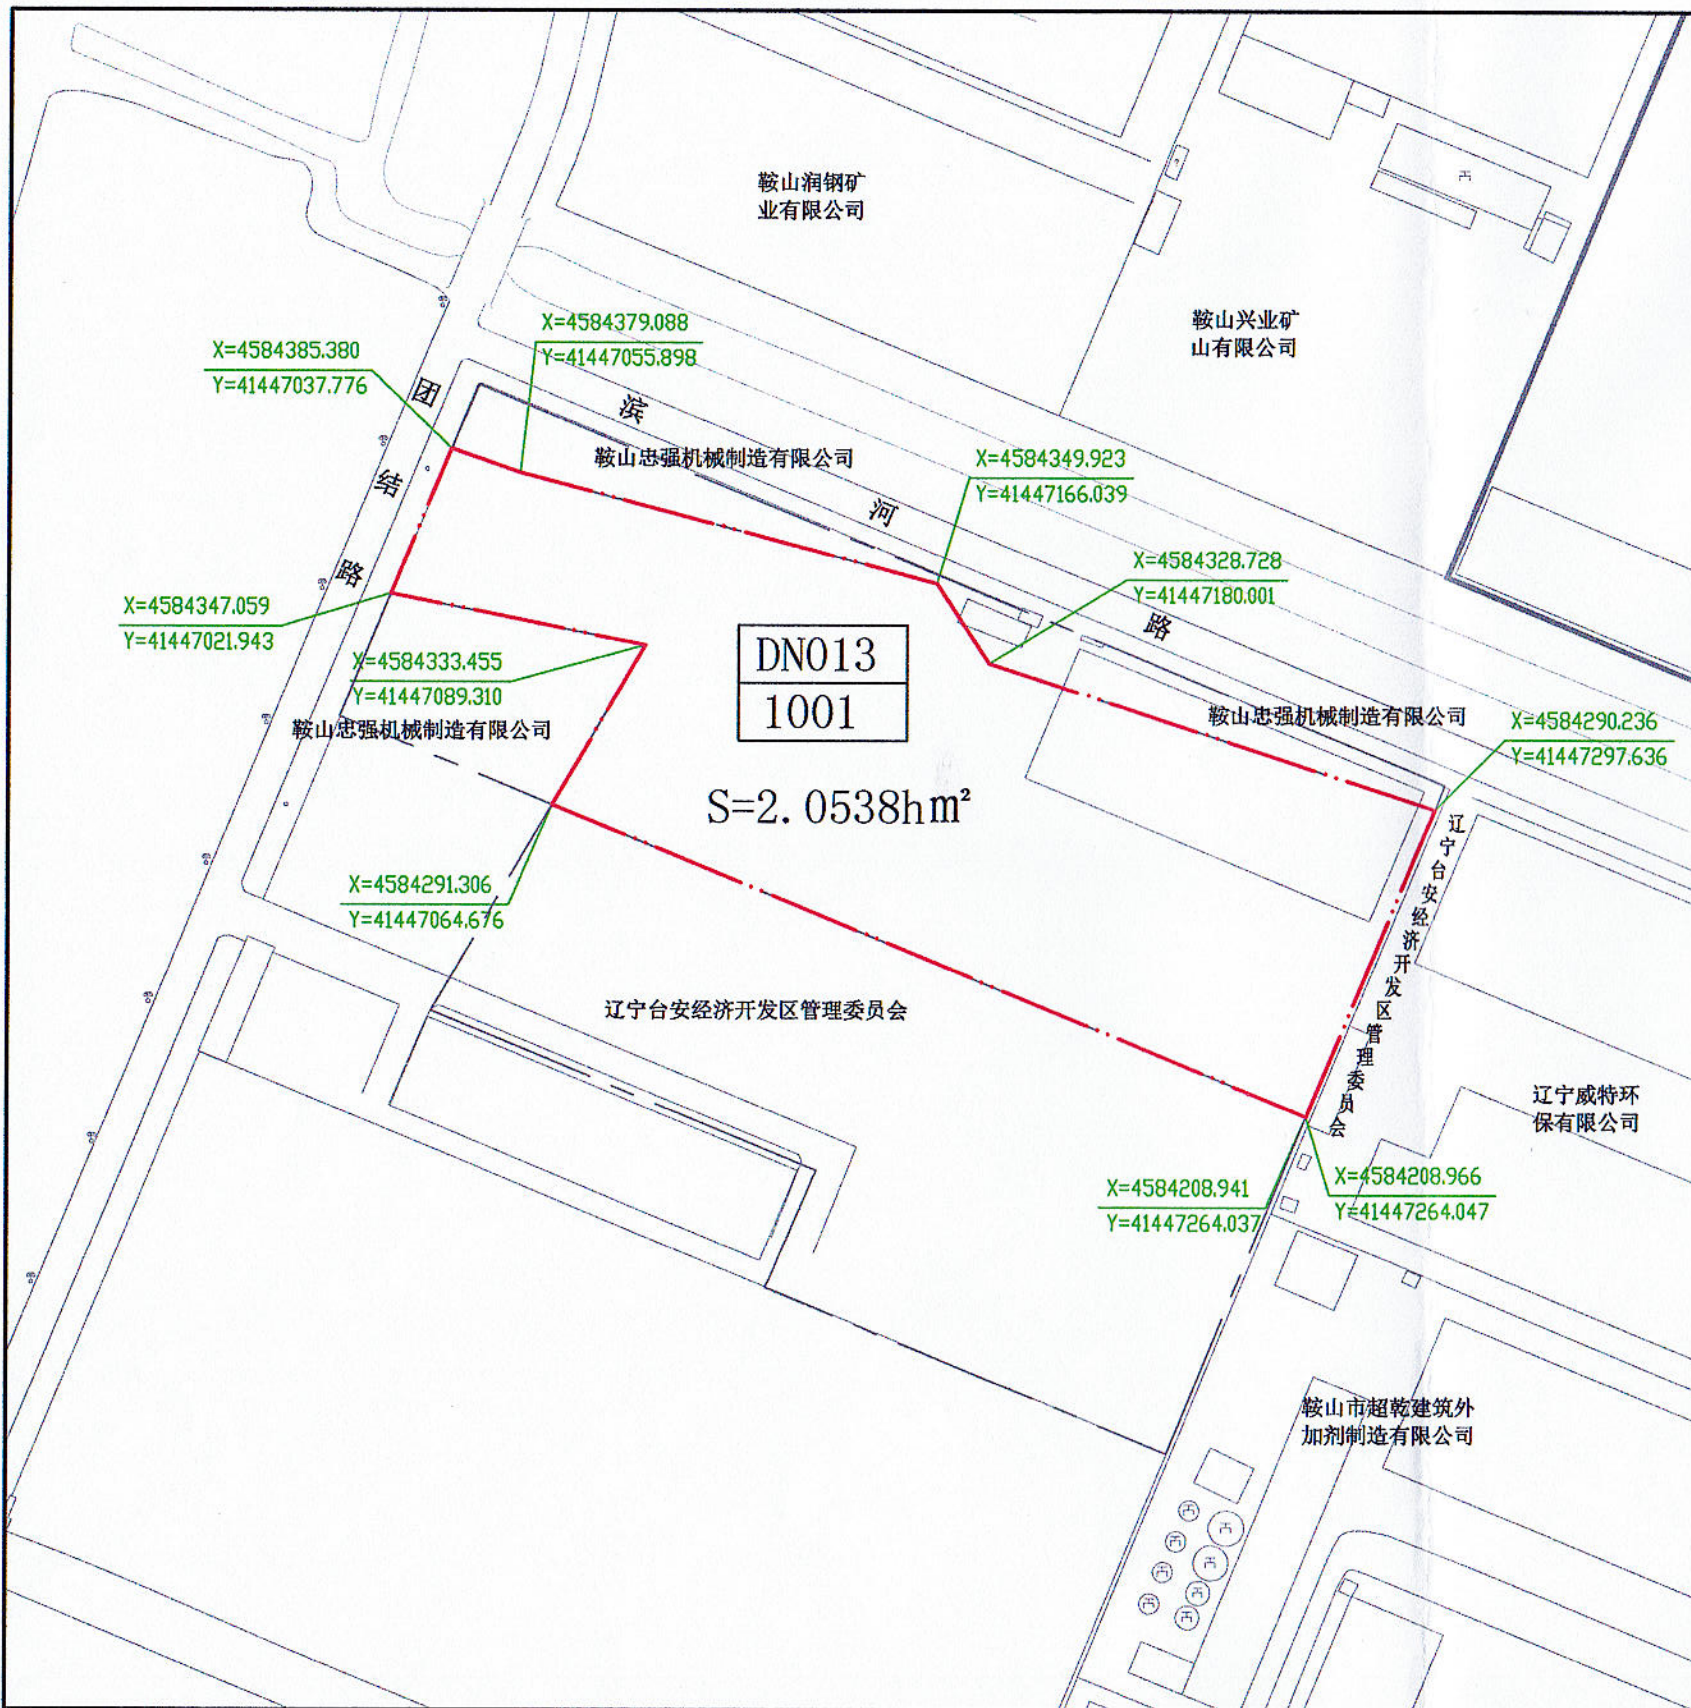 鞍山润钢矿
业有限公司
鞍山兴业矿
山有限公司
X=4584379.088
Y=41447055.898
X=4584385.380
Y=41447037.776
团结路
滨河路
鞍山忠强机械制造有限公司
X=4584349.923
Y=41447166.039
X=4584328.728
Y=41447180.001
X=4584347.059
Y=41447021.943
X=4584333.455
Y=41447089.310
鞍山忠强机械制造有限公司
DN013
1001
S=2.0538hm²
鞍山忠强机械制造有限公司
X=4584290.236
Y=41447297.636
辽宁台安经济开发区管理委员会
X=4584291.306
Y=41447064.676
辽宁台安经济开发区管理委员会
辽宁威特环
保有限公司
X=4584208.941
Y=41447264.037
X=4584208.966
Y=41447264.047
鞍山市超乾建筑外
加剂制造有限公司